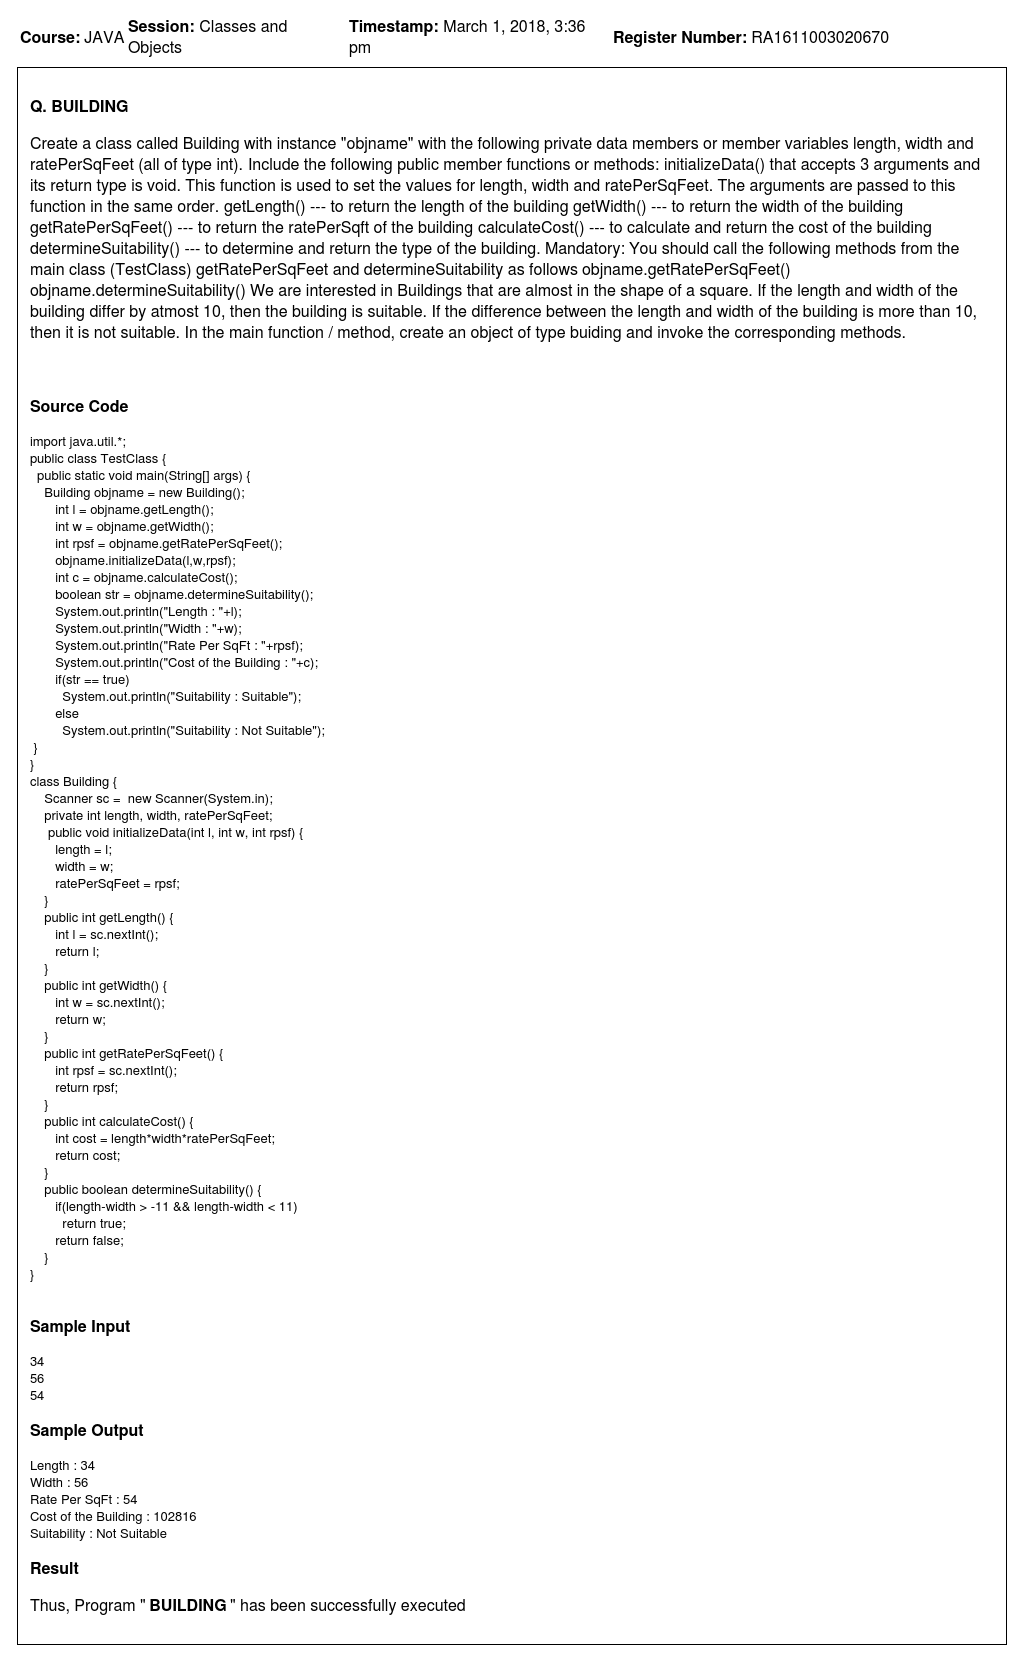 Course: JAVA Session: Classes and Objects Timestamp: March 1, 2018, 3:36 pm Register Number: RA1611003020670
Q. BUILDING
Create a class called Building with instance "objname" with the following private data members or member variables length, width and
ratePerSqFeet (all of type int). Include the following public member functions or methods: initializeData() that accepts 3 arguments and
its return type is void. This function is used to set the values for length, width and ratePerSqFeet. The arguments are passed to this
function in the same order. getLength() --- to return the length of the building getWidth() --- to return the width of the building
getRatePerSqFeet() --- to return the ratePerSqft of the building calculateCost() --- to calculate and return the cost of the building
determineSuitability() --- to determine and return the type of the building. Mandatory: You should call the following methods from the
main class (TestClass) getRatePerSqFeet and determineSuitability as follows objname.getRatePerSqFeet()
objname.determineSuitability() We are interested in Buildings that are almost in the shape of a square. If the length and width of the
building differ by atmost 10, then the building is suitable. If the difference between the length and width of the building is more than 10,
then it is not suitable. In the main function / method, create an object of type buiding and invoke the corresponding methods.
Source Code
import java.util.*;
public class TestClass {
public static void main(String[] args) {
Building objname = new Building();
int l = objname.getLength();
int w = objname.getWidth();
int rpsf = objname.getRatePerSqFeet();
objname.initializeData(l,w,rpsf);
int c = objname.calculateCost();
boolean str = objname.determineSuitability();
System.out.println("Length : "+l);
System.out.println("Width : "+w);
System.out.println("Rate Per SqFt : "+rpsf);
System.out.println("Cost of the Building : "+c);
if(str == true)
System.out.println("Suitability : Suitable");
else
System.out.println("Suitability : Not Suitable");
}
}
class Building {
Scanner sc =  new Scanner(System.in);
private int length, width, ratePerSqFeet;
public void initializeData(int l, int w, int rpsf) {
length = l;
width = w;
ratePerSqFeet = rpsf;
}
public int getLength() {
int l = sc.nextInt();
return l;
}
public int getWidth() {
int w = sc.nextInt();
return w;
}
public int getRatePerSqFeet() {
int rpsf = sc.nextInt();
return rpsf;
}
public int calculateCost() {
int cost = length*width*ratePerSqFeet;
return cost;
}
public boolean determineSuitability() {
if(length-width > -11 && length-width < 11)
return true;
return false;
}
}
Sample Input
34
56
54
Sample Output
Length : 34
Width : 56
Rate Per SqFt : 54
Cost of the Building : 102816
Suitability : Not Suitable
Result
Thus, Program " BUILDING " has been successfully executed